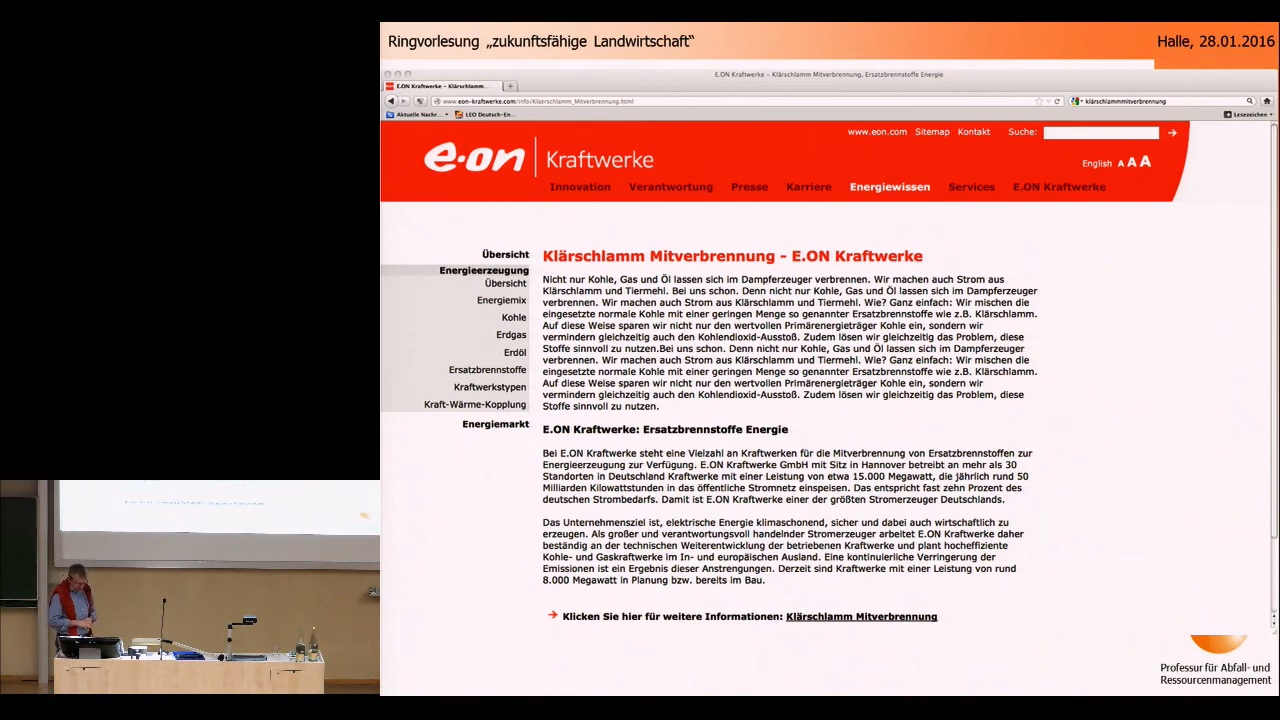 Ringvorlesung „zukunftsfähige Landwirtschaft“
Halle, 28.01.2016
E.ON Kraftwerke – Klärschlamm Mitverbrennung, Ersatzbrennstoffe Energie
E.ON Kraftwerke – Klärschlamm...
www.eon-kraftwerke.com/info/Klaerschlamm_Mitverbrennung.html
klärschlammmitverbrennung
Aktuelle Nachr...
LEO Deutsch-En...
Lesezeichen
www.eon.com Sitemap Kontakt Suche:
e·on Kraftwerke
English A A A
Innovation Verantwortung Presse Karriere Energiewissen Services E.ON Kraftwerke
Übersicht
Energieerzeugung
Übersicht
Energiemix
Kohle
Erdgas
Erdöl
Ersatzbrennstoffe
Kraftwerkstypen
Kraft-Wärme-Kopplung
Energiemarkt
Klärschlamm Mitverbrennung - E.ON Kraftwerke
Nicht nur Kohle, Gas und Öl lassen sich im Dampferzeuger verbrennen. Wir machen auch Strom aus
Klärschlamm und Tiermehl. Bei uns schon. Denn nicht nur Kohle, Gas und Öl lassen sich im Dampferzeuger
verbrennen. Wir machen auch Strom aus Klärschlamm und Tiermehl. Wie? Ganz einfach: Wir mischen die
eingesetzte normale Kohle mit einer geringen Menge so genannter Ersatzbrennstoffe wie z.B. Klärschlamm.
Auf diese Weise sparen wir nicht nur den wertvollen Primärenergieträger Kohle ein, sondern wir
vermindern gleichzeitig auch den Kohlendioxid-Ausstoß. Zudem lösen wir gleichzeitig das Problem, diese
Stoffe sinnvoll zu nutzen.Bei uns schon. Denn nicht nur Kohle, Gas und Öl lassen sich im Dampferzeuger
verbrennen. Wir machen auch Strom aus Klärschlamm und Tiermehl. Wie? Ganz einfach: Wir mischen die
eingesetzte normale Kohle mit einer geringen Menge so genannter Ersatzbrennstoffe wie z.B. Klärschlamm.
Auf diese Weise sparen wir nicht nur den wertvollen Primärenergieträger Kohle ein, sondern wir
vermindern gleichzeitig auch den Kohlendioxid-Ausstoß. Zudem lösen wir gleichzeitig das Problem, diese
Stoffe sinnvoll zu nutzen.
E.ON Kraftwerke: Ersatzbrennstoffe Energie
Bei E.ON Kraftwerke steht eine Vielzahl an Kraftwerken für die Mitverbrennung von Ersatzbrennstoffen zur
Energieerzeugung zur Verfügung. E.ON Kraftwerke GmbH mit Sitz in Hannover betreibt an mehr als 30
Standorten in Deutschland Kraftwerke mit einer Leistung von etwa 15.000 Megawatt, die jährlich rund 50
Milliarden Kilowattstunden in das öffentliche Stromnetz einspeisen. Das entspricht fast zehn Prozent des
deutschen Strombedarfs. Damit ist E.ON Kraftwerke einer der größten Stromerzeuger Deutschlands.
Das Unternehmensziel ist, elektrische Energie klimaschonend, sicher und dabei auch wirtschaftlich zu
erzeugen. Als großer und verantwortungsvoll handelnder Stromerzeuger arbeitet E.ON Kraftwerke daher
beständig an der technischen Weiterentwicklung der betriebenen Kraftwerke und plant hocheffiziente
Kohle- und Gaskraftwerke im In- und europäischen Ausland. Eine kontinuierliche Verringerung der
Emissionen ist ein Ergebnis dieser Anstrengungen. Derzeit sind Kraftwerke mit einer Leistung von rund
8.000 Megawatt in Planung bzw. bereits im Bau.
Klicken Sie hier für weitere Informationen: Klärschlamm Mitverbrennung
Professur für Abfall- und
Ressourcenmanagement